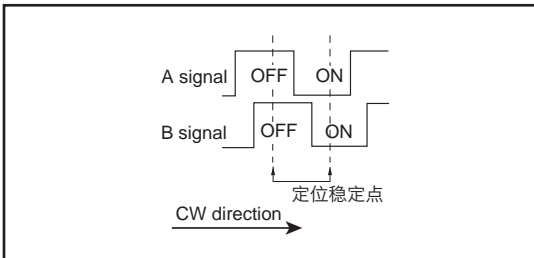 A signal OFF ON
B signal OFF ON
定位稳定点
CW direction